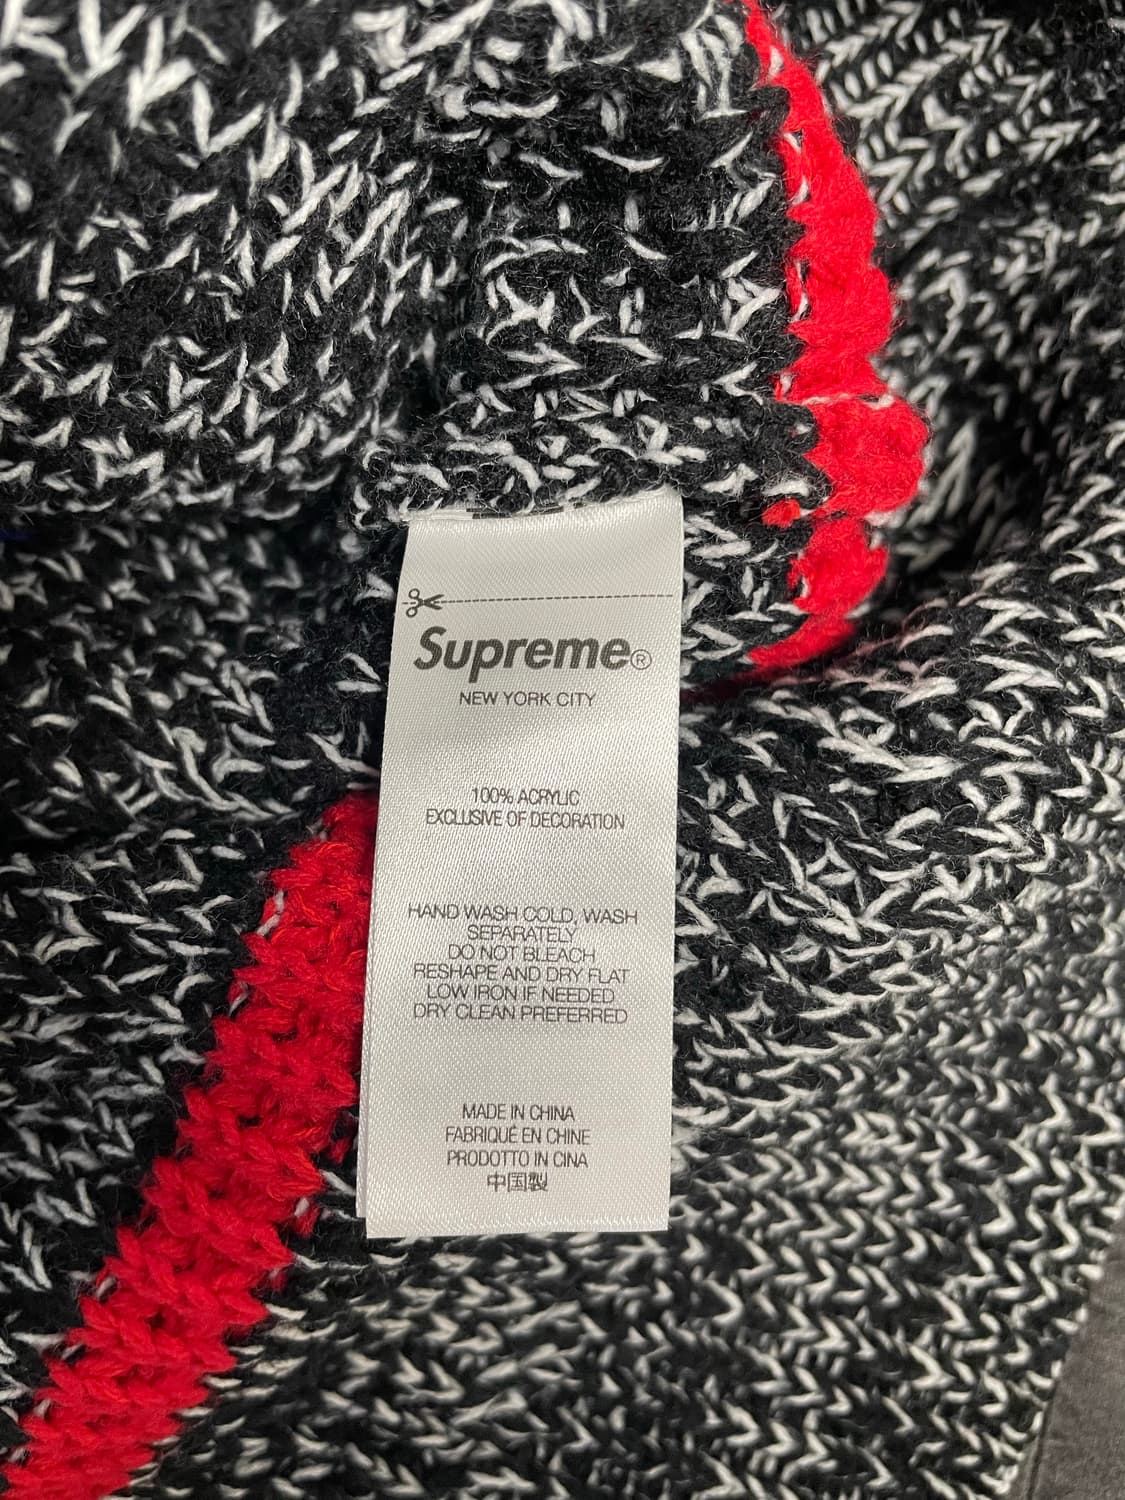 Supreme®
NEW YORK CITY
100% ACRYLIC
EXCLUSIVE OF DECORATION
HAND WASH COLD, WASH
SEPARATELY
DO NOT BLEACH
RESHAPE AND DRY FLAT
LOW IRON IF NEEDED
DRY CLEAN PREFERRED
MADE IN CHINA
FABRIQUÉ EN CHINE
PRODOTTO IN CINA
中国製